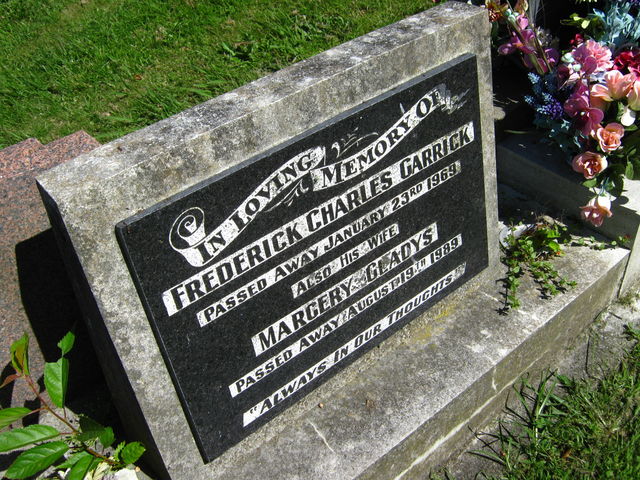 IN LOVING MEMORY OF
FREDERICK CHARLES GARRICK
PASSED AWAY JANUARY 23RD 1969
ALSO HIS WIFE
MARGERY GLADYS
PASSED AWAY AUGUST 19TH 1989
"ALWAYS IN OUR THOUGHTS"